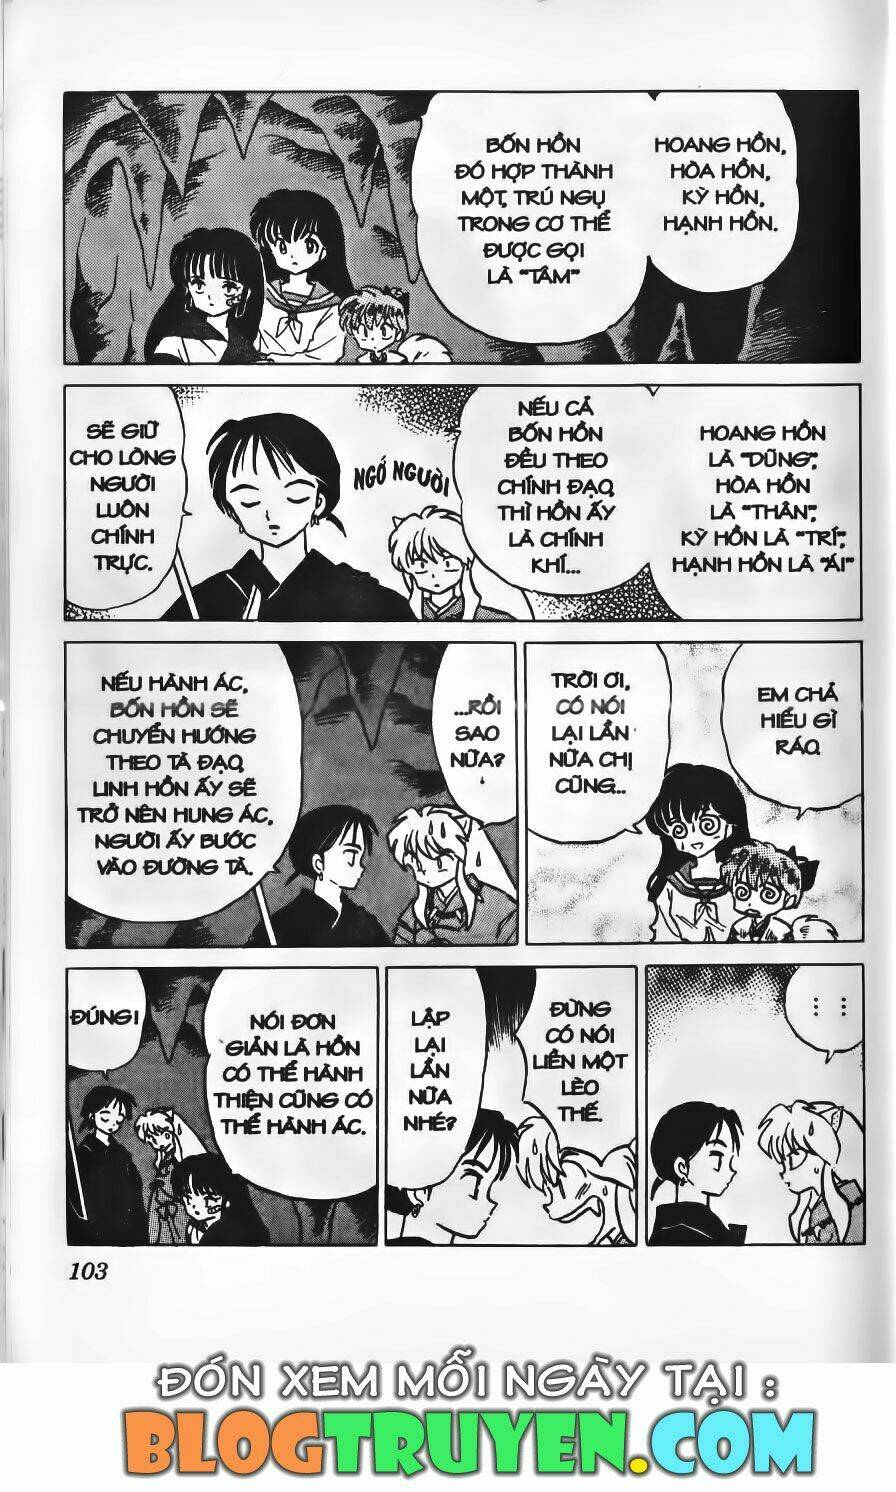 HOANG HỒN,
HÒA HỒN,
KỲ HỒN,
HẠNH HỒN.
BỐN HỒN
ĐÓ HỢP THÀNH
MỘT, TRÚ NGỤ
TRONG CƠ THỂ
ĐƯỢC GỌI
LÀ "TÂM"
HOANG HỒN
LÀ "DŨNG",
HÒA HỒN
LÀ "THÂN",
KỲ HỒN LÀ "TRÍ",
HẠNH HỒN LÀ "ÁI"
NẾU CẢ
BỐN HỒN
ĐỀU THEO
CHÍNH ĐẠO,
THÌ HỒN ẤY
LÀ CHÍNH
KHÍ...
NGỚ NGƯỜI
SẼ GIỮ
CHO LÒNG
NGƯỜI
LUÔN
CHÍNH
TRỰC.
EM CHẢ
HIỂU GÌ
RÁO.
TRỜI ƠI,
CÓ NÓI
LẠI LẦN
NỮA CHỊ
CŨNG...
...RỒI
SAO
NỮA?
NẾU HÀNH ÁC,
BỐN HỒN SẼ
CHUYỂN HƯỚNG
THEO TÀ ĐẠO,
LINH HỒN ẤY SẼ
TRỞ NÊN HUNG ÁC,
NGƯỜI ẤY BƯỚC
VÀO ĐƯỜNG TÀ.
... ...
ĐỪNG
CÓ NÓI
LIỀN MỘT
LÈO
THẾ.
LẬP
LẠI
LẦN
NỮA
NHÉ?
NÓI ĐƠN
GIẢN LÀ HỒN
CÓ THỂ HÀNH
THIỆN CŨNG CÓ
THỂ HÀNH ÁC.
ĐÚNG!
103
ĐÓN XEM MỖI NGÀY TẠI :
BLOGTRUYEN.COM